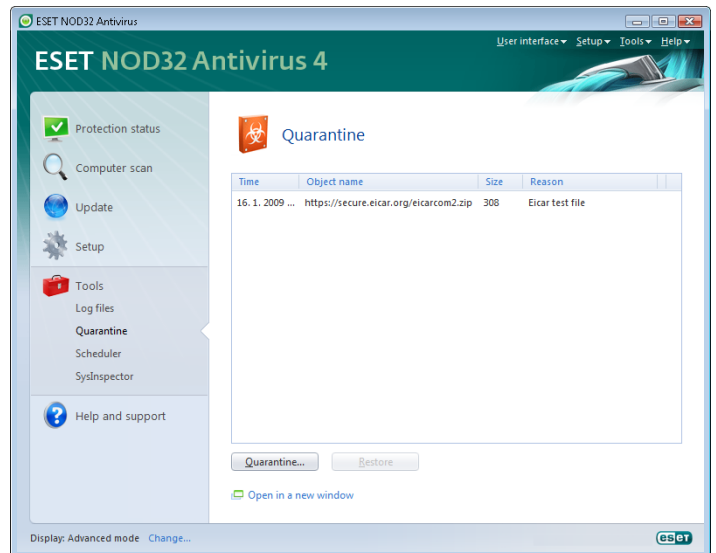 ESET NOD32 Antivirus
User interface Setup Tools Help
ESET NOD32 Antivirus 4
Protection status
Computer scan
Update
Setup
Tools
Log files
Quarantine
Scheduler
SysInspector
Help and support
Quarantine
Time Object name Size Reason
16. 1. 2009 ... https://secure.eicar.org/eicarcom2.zip 308 Eicar test file
Quarantine... Restore
Open in a new window
Display: Advanced mode Change...
eseT